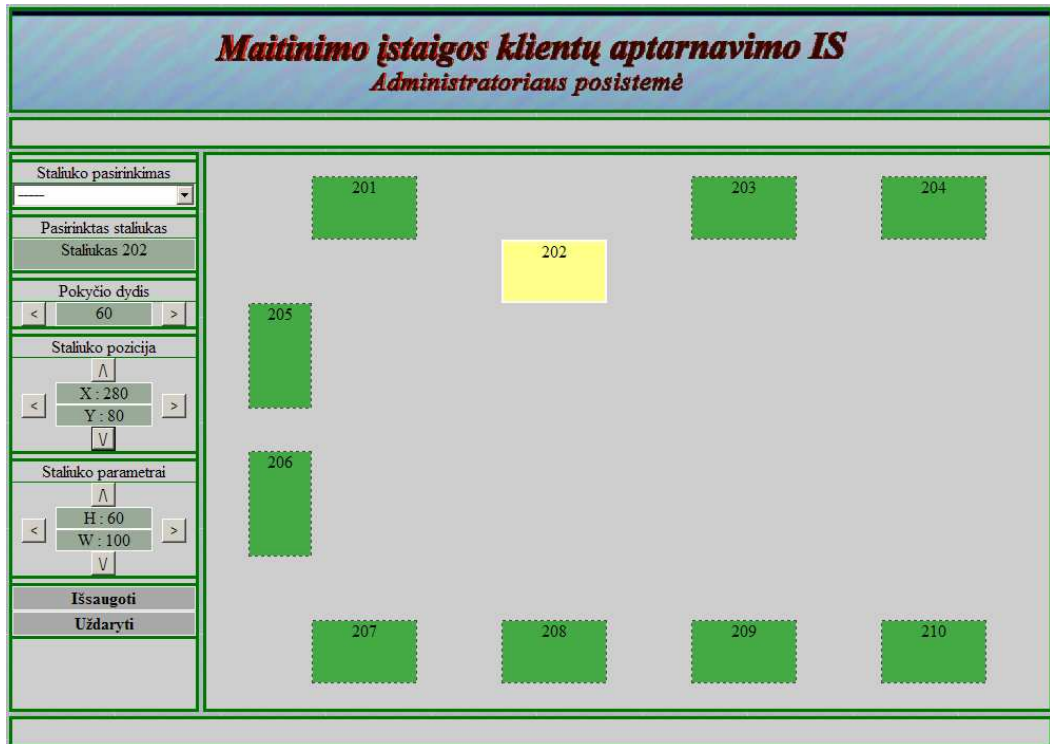 Maitinimo įstaigos klientų aptarnavimo IS
Administratoriaus posistemė
Staliuko pasirinkimas
-----
Pasirinktas staliukas
Staliukas 202
Pokyčio dydis
< 60 >
Staliuko pozicija
/\
< X : 280 >
Y : 80
\/
Staliuko parametrai
/\
< H : 60 >
W : 100
\/
Išsaugoti
Uždaryti
201 203 204
202
205
206
207 208 209 210